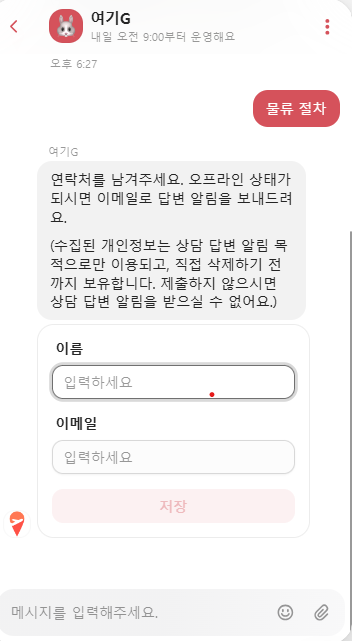 여기G
내일 오전 9:00부터 운영해요
오후 6:27
물류 절차
여기G
연락처를 남겨주세요. 오프라인 상태가
되시면 이메일로 답변 알림을 보내드려
요.
(수집된 개인정보는 상담 답변 알림 목
적으로만 이용되고, 직접 삭제하기 전
까지 보유합니다. 제출하지 않으시면
상담 답변 알림을 받으실 수 없어요.)
이름
입력하세요
이메일
입력하세요
저장
메시지를 입력해주세요.